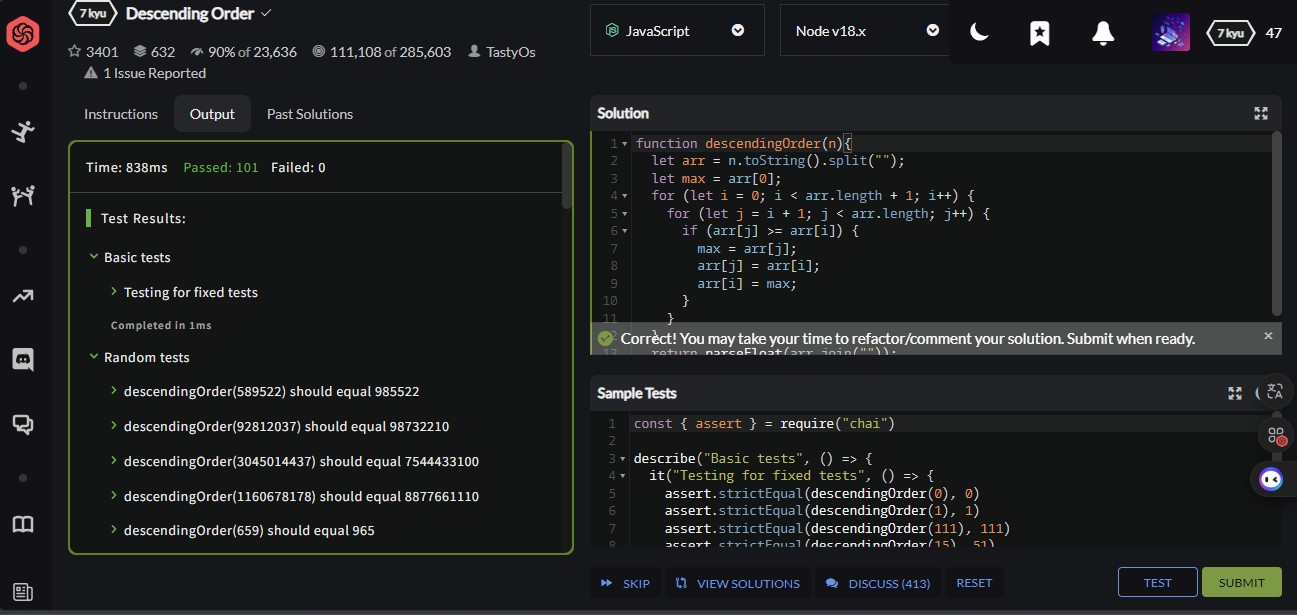 7 kyu Descending Order
3401 632 90% of 23,636 111,108 of 285,603 TastyOs
1 Issue Reported
JavaScript
Node v18.x
7 kyu 47
Instructions Output Past Solutions
Time: 838ms Passed: 101 Failed: 0
Test Results:
Basic tests
Testing for fixed tests
Completed in 1ms
Random tests
descendingOrder(589522) should equal 985522
descendingOrder(92812037) should equal 98732210
descendingOrder(3045014437) should equal 7544433100
descendingOrder(1160678178) should equal 8877661110
descendingOrder(659) should equal 965
Solution
1 function descendingOrder(n){
2 let arr = n.toString().split("");
3 let max = arr[0];
4 for (let i = 0; i < arr.length + 1; i++) {
5 for (let j = i + 1; j < arr.length; j++) {
6 if (arr[j] >= arr[i]) {
7 max = arr[j];
8 arr[j] = arr[i];
9 arr[i] = max;
10 }
11 }
}
Correct! You may take your time to refactor/comment your solution. Submit when ready.
13 return parseFloat(arr.join(""));
Sample Tests
1 const { assert } = require("chai")
2
3 describe("Basic tests", () => {
4 it("Testing for fixed tests", () => {
5 assert.strictEqual(descendingOrder(0), 0)
6 assert.strictEqual(descendingOrder(1), 1)
7 assert.strictEqual(descendingOrder(111), 111)
8 assert.strictEqual(descendingOrder(15), 51)
SKIP VIEW SOLUTIONS DISCUSS (413) RESET TEST SUBMIT